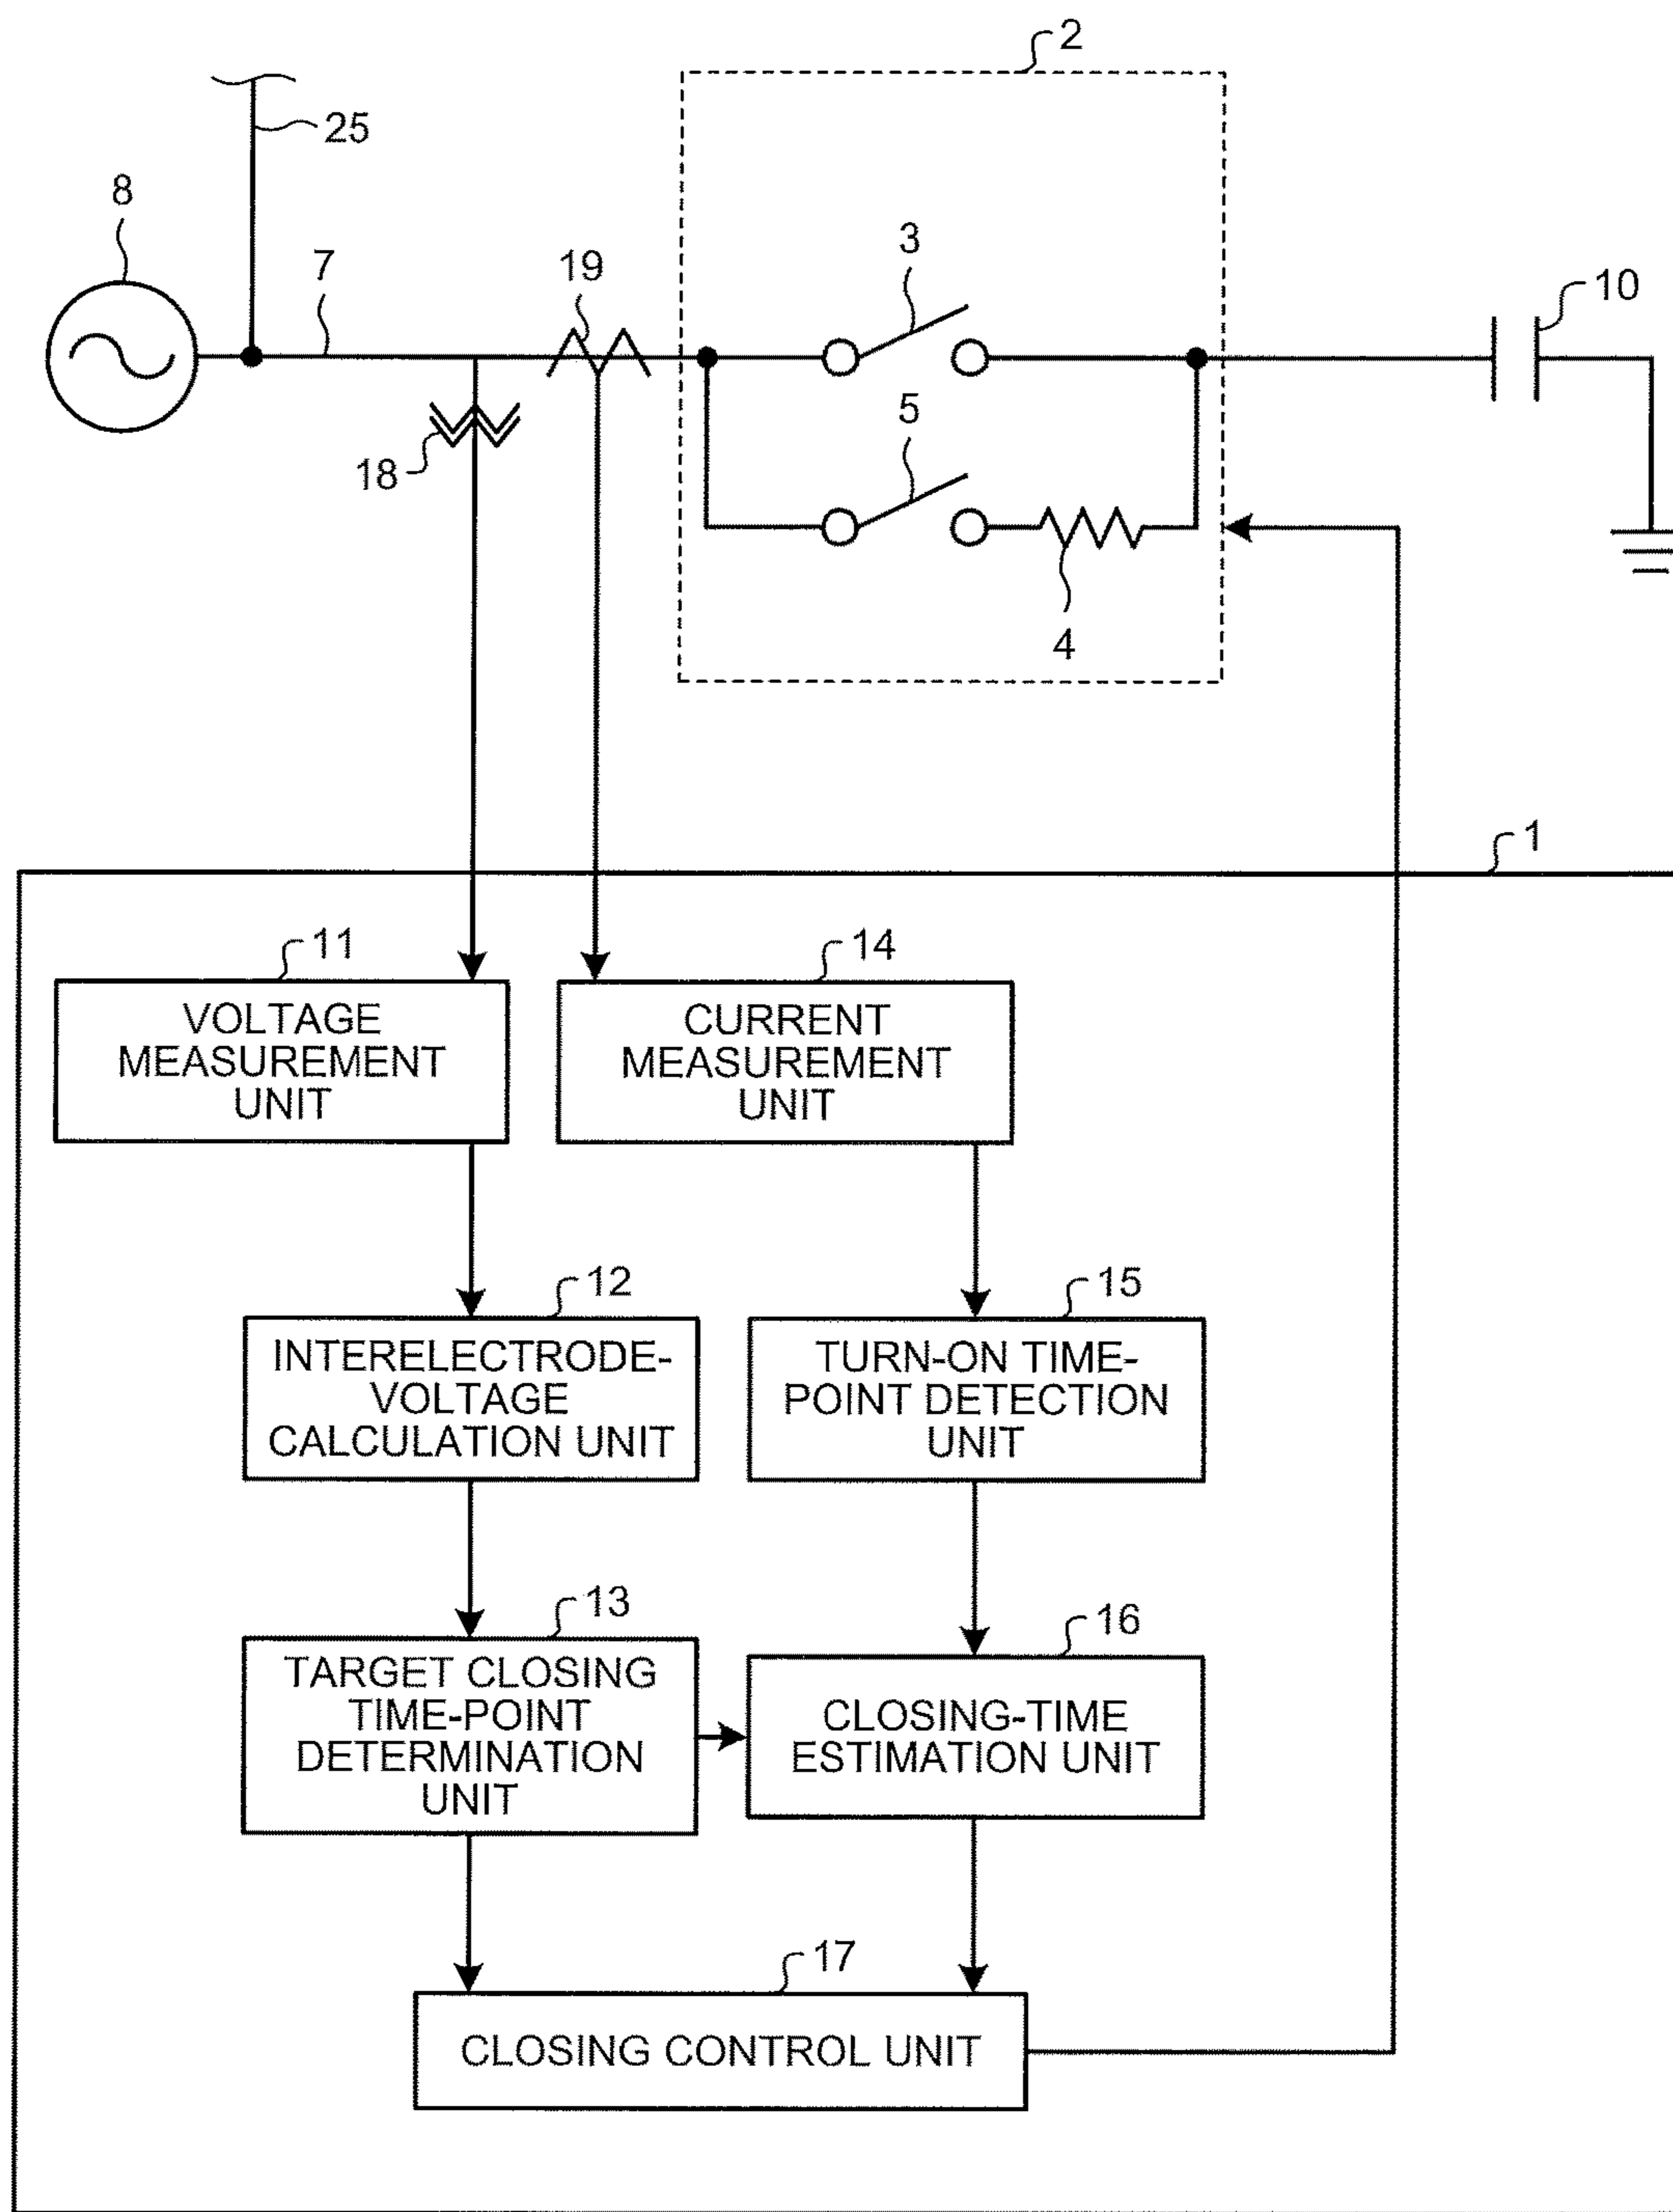 2
25
8
7
19
3
10
18
5
4
1
11
14
VOLTAGE
MEASUREMENT
UNIT
CURRENT
MEASUREMENT
UNIT
12
15
INTERELECTRODE-
VOLTAGE
CALCULATION UNIT
TURN-ON TIME-
POINT DETECTION
UNIT
13
16
TARGET CLOSING
TIME-POINT
DETERMINATION
UNIT
CLOSING-TIME
ESTIMATION UNIT
17
CLOSING CONTROL UNIT